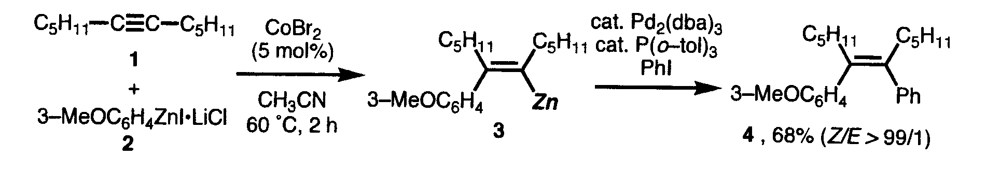 C5H11–C≡C–C5H11
1
+
3–MeOC6H4ZnI•LiCl
2
CoBr2
(5 mol%)
CH3CN
60 °C, 2 h
C5H11 C5H11
3–MeOC6H4 Zn
3
cat. Pd2(dba)3
cat. P(o–tol)3
PhI
C5H11 C5H11
3–MeOC6H4 Ph
4 , 68% (Z/E > 99/1)